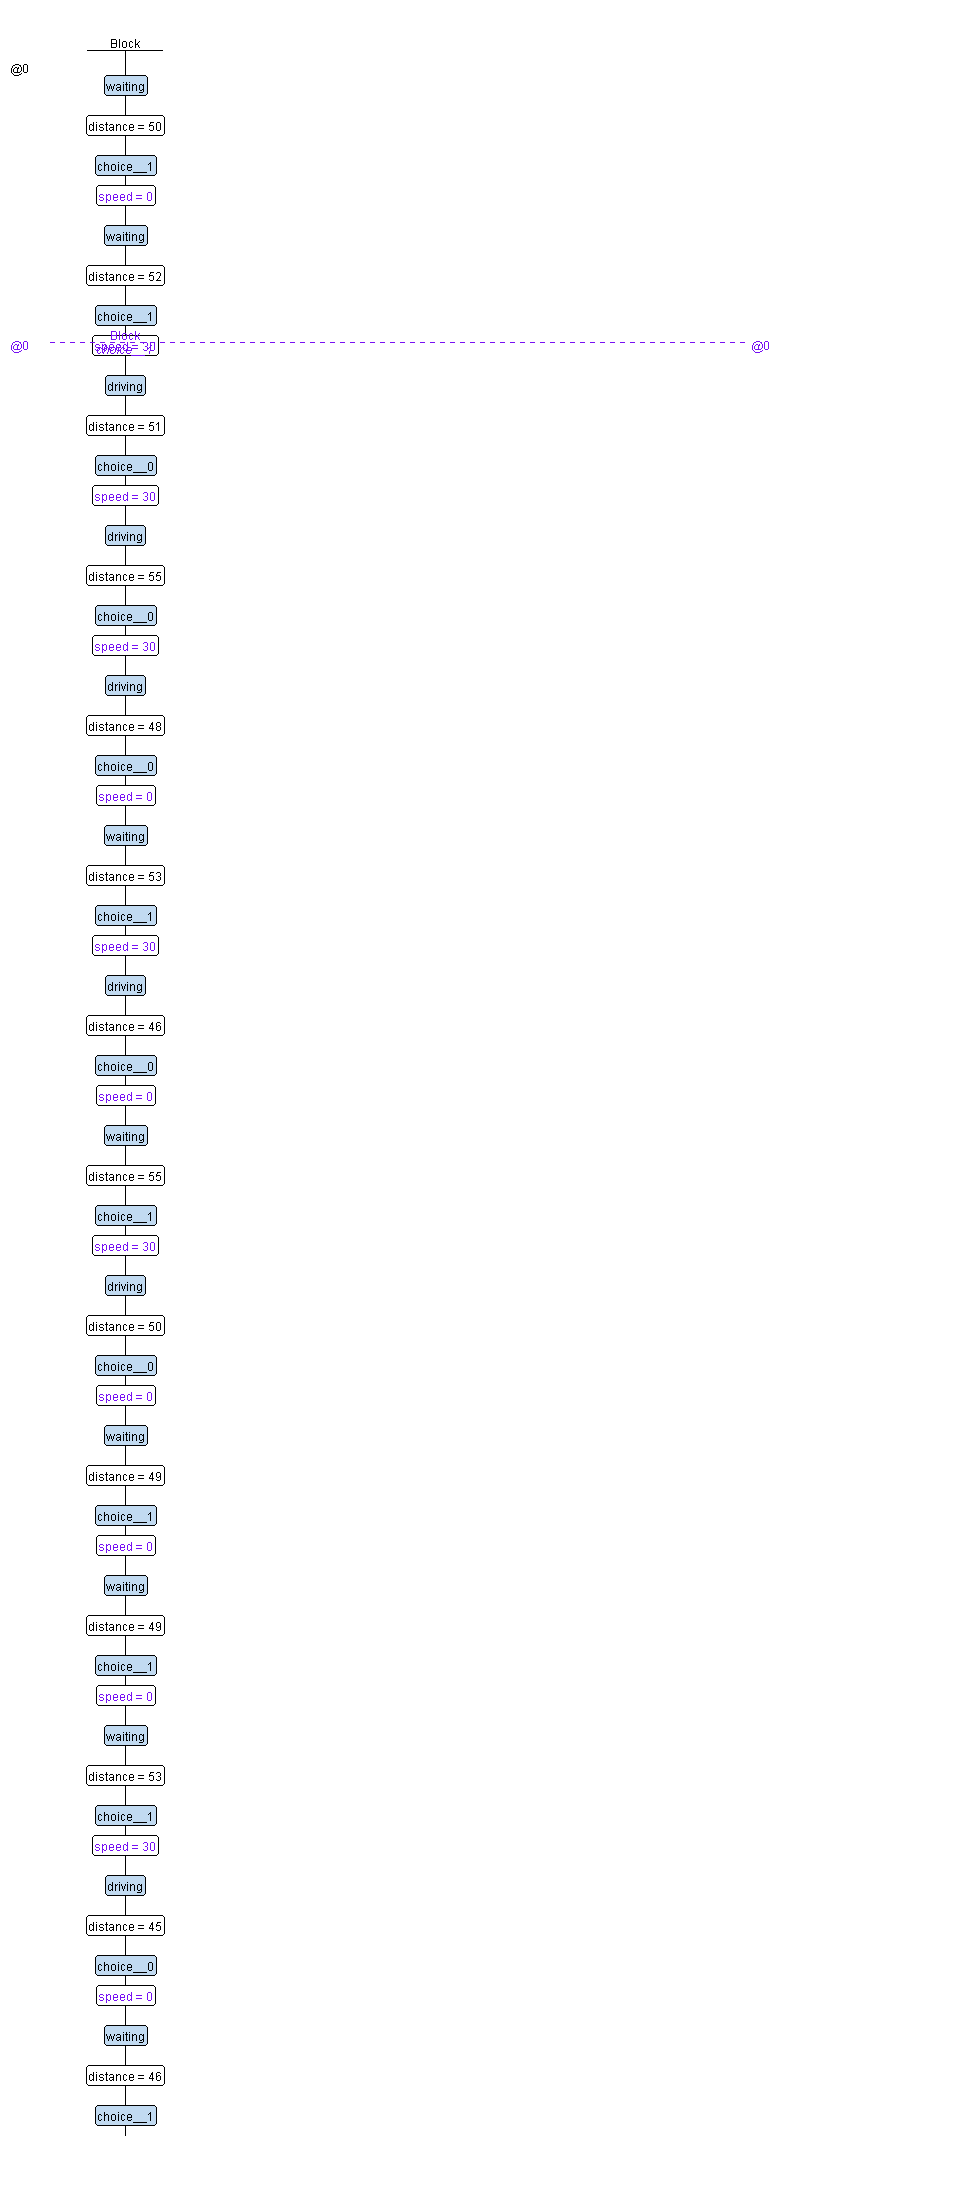 Block
@0
waiting
distance = 50
choice__1
speed = 0
waiting
distance = 52
choice__1
Block
@0
speed = 30
@0
driving
distance = 51
choice__0
speed = 30
driving
distance = 55
choice__0
speed = 30
driving
distance = 48
choice__0
speed = 0
waiting
distance = 53
choice__1
speed = 30
driving
distance = 46
choice__0
speed = 0
waiting
distance = 55
choice__1
speed = 30
driving
distance = 50
choice__0
speed = 0
waiting
distance = 49
choice__1
speed = 0
waiting
distance = 49
choice__1
speed = 0
waiting
distance = 53
choice__1
speed = 30
driving
distance = 45
choice__0
speed = 0
waiting
distance = 46
choice__1